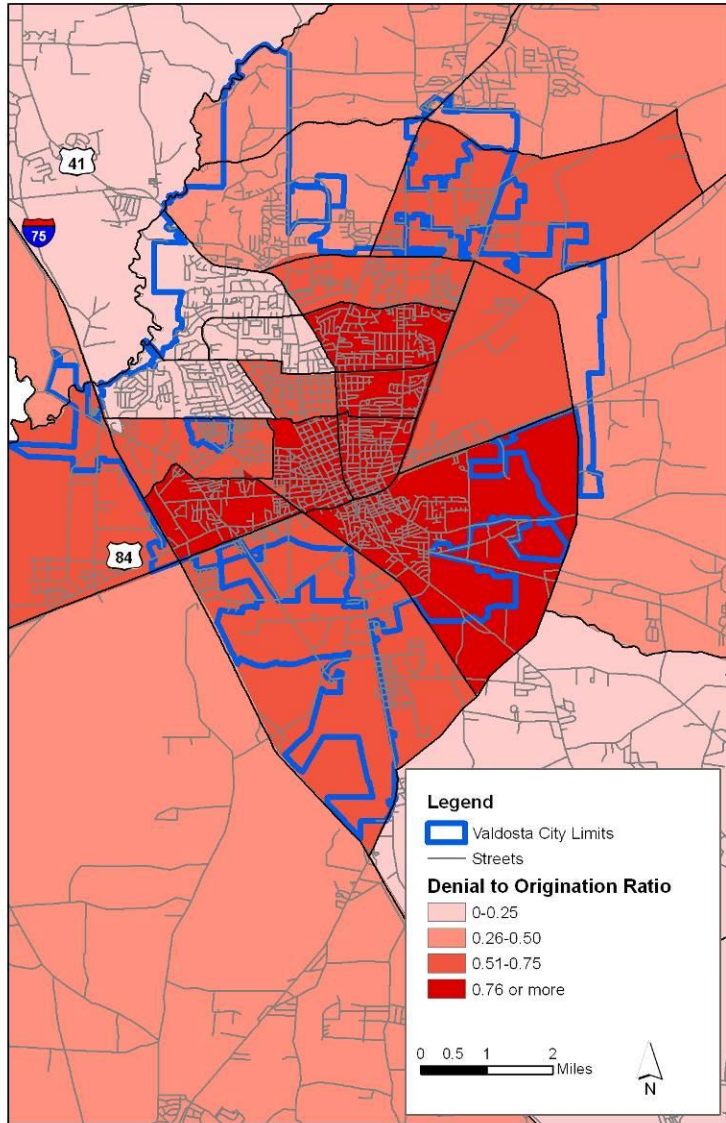 41
75
84
Legend
Valdosta City Limits
Streets
Denial to Origination Ratio
0-0.25
0.26-0.50
0.51-0.75
0.76 or more
0 0.5 1 2
Miles
N